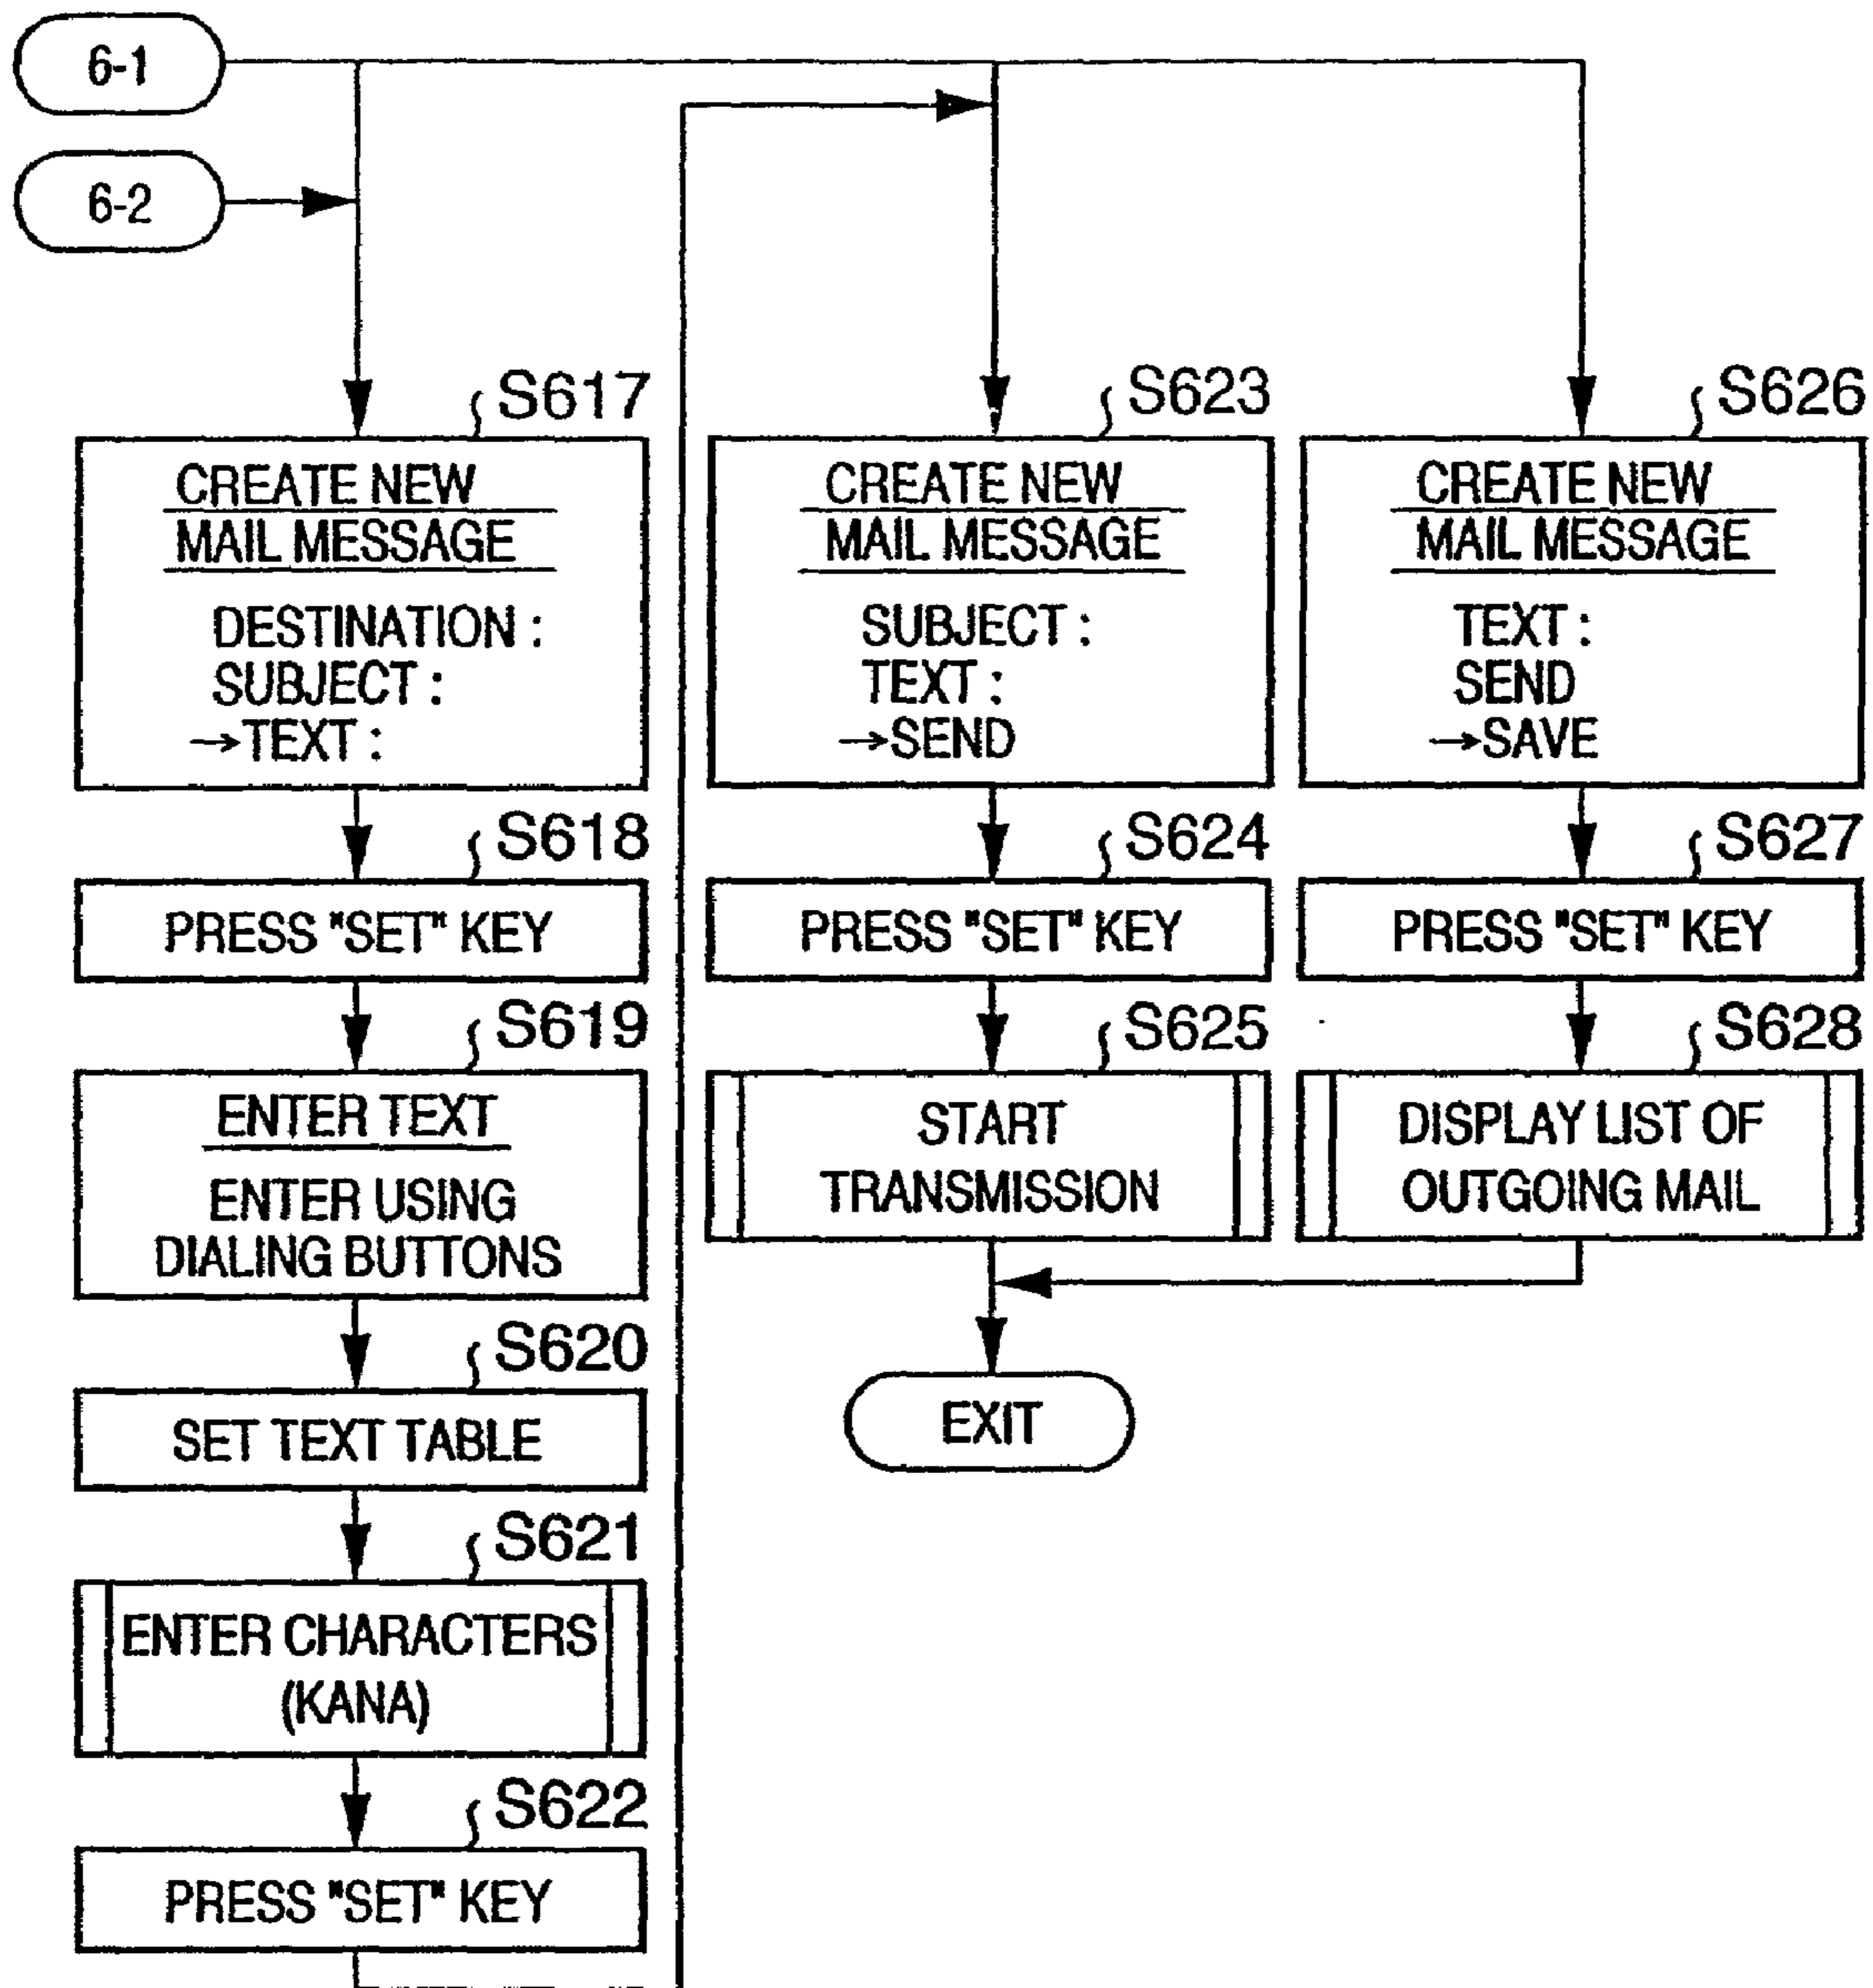 6-1
6-2
S617
CREATE NEW
MAIL MESSAGE
DESTINATION :
SUBJECT :
→TEXT :
S618
PRESS "SET" KEY
S619
ENTER TEXT
ENTER USING
DIALING BUTTONS
S620
SET TEXT TABLE
S621
ENTER CHARACTERS
(KANA)
S622
PRESS "SET" KEY
S623
CREATE NEW
MAIL MESSAGE
SUBJECT :
TEXT :
→SEND
S624
PRESS "SET" KEY
S625
START
TRANSMISSION
S626
CREATE NEW
MAIL MESSAGE
TEXT :
SEND
→SAVE
S627
PRESS "SET" KEY
S628
DISPLAY LIST OF
OUTGOING MAIL
EXIT